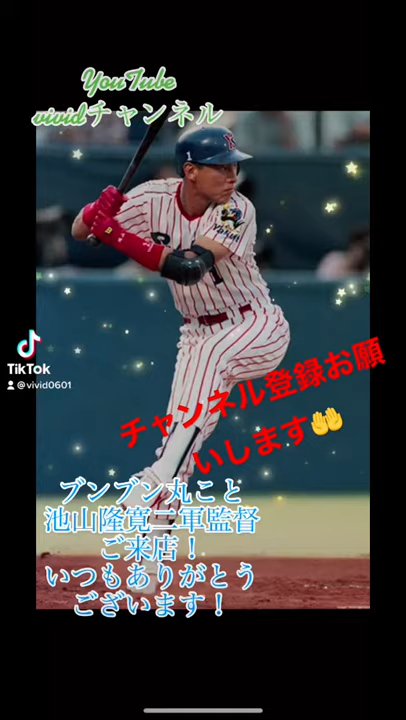 YouTube
vividチャンネル
1
TikTok
@vivid0601
チャンネル登録お願
いします🤲
ブンブン丸こと
池山隆寛二軍監督
ご来店！
いつもありがとう
ございます！